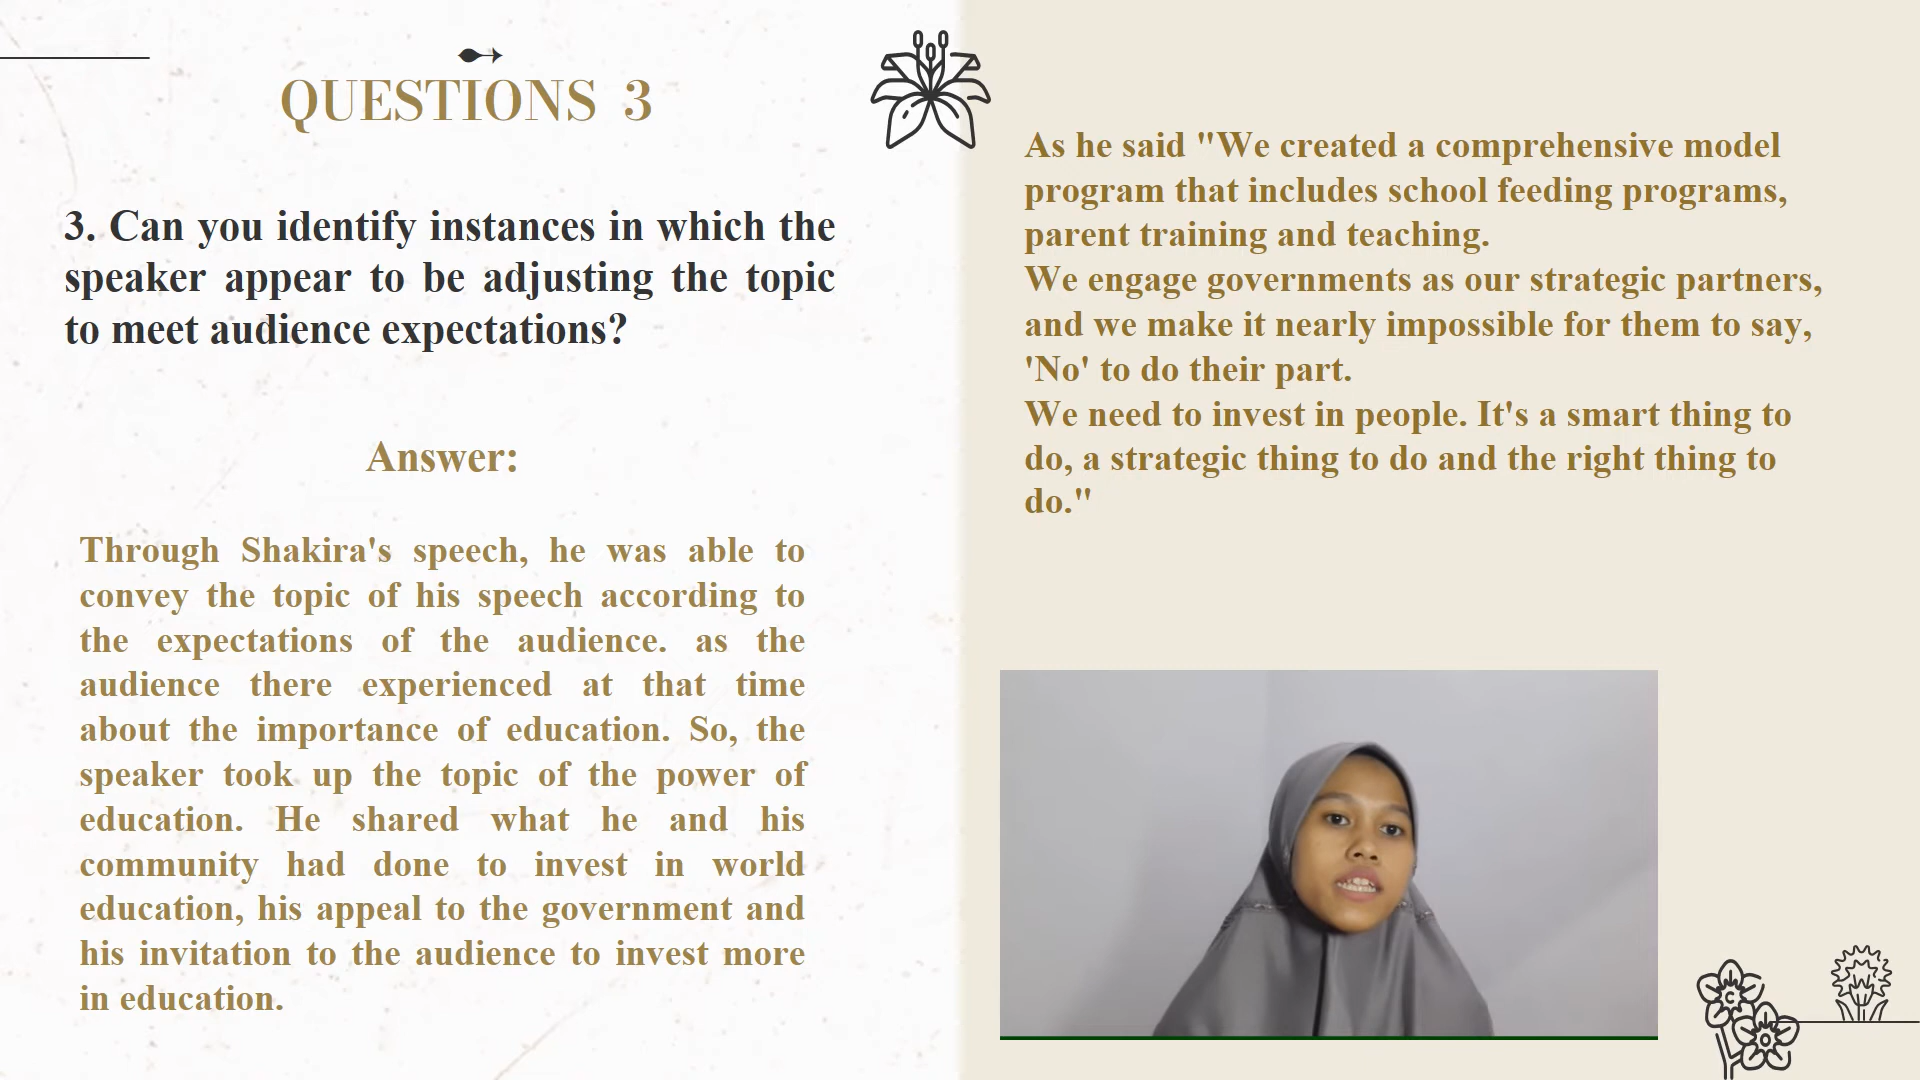 QUESTIONS 3
3. Can you identify instances in which the
speaker appear to be adjusting the topic
to meet audience expectations?
Answer:
Through Shakira's speech, he was able to
convey the topic of his speech according to
the expectations of the audience. as the
audience there experienced at that time
about the importance of education. So, the
speaker took up the topic of the power of
education. He shared what he and his
community had done to invest in world
education, his appeal to the government and
his invitation to the audience to invest more
in education.
As he said "We created a comprehensive model
program that includes school feeding programs,
parent training and teaching.
We engage governments as our strategic partners,
and we make it nearly impossible for them to say,
'No' to do their part.
We need to invest in people. It's a smart thing to
do, a strategic thing to do and the right thing to
do."